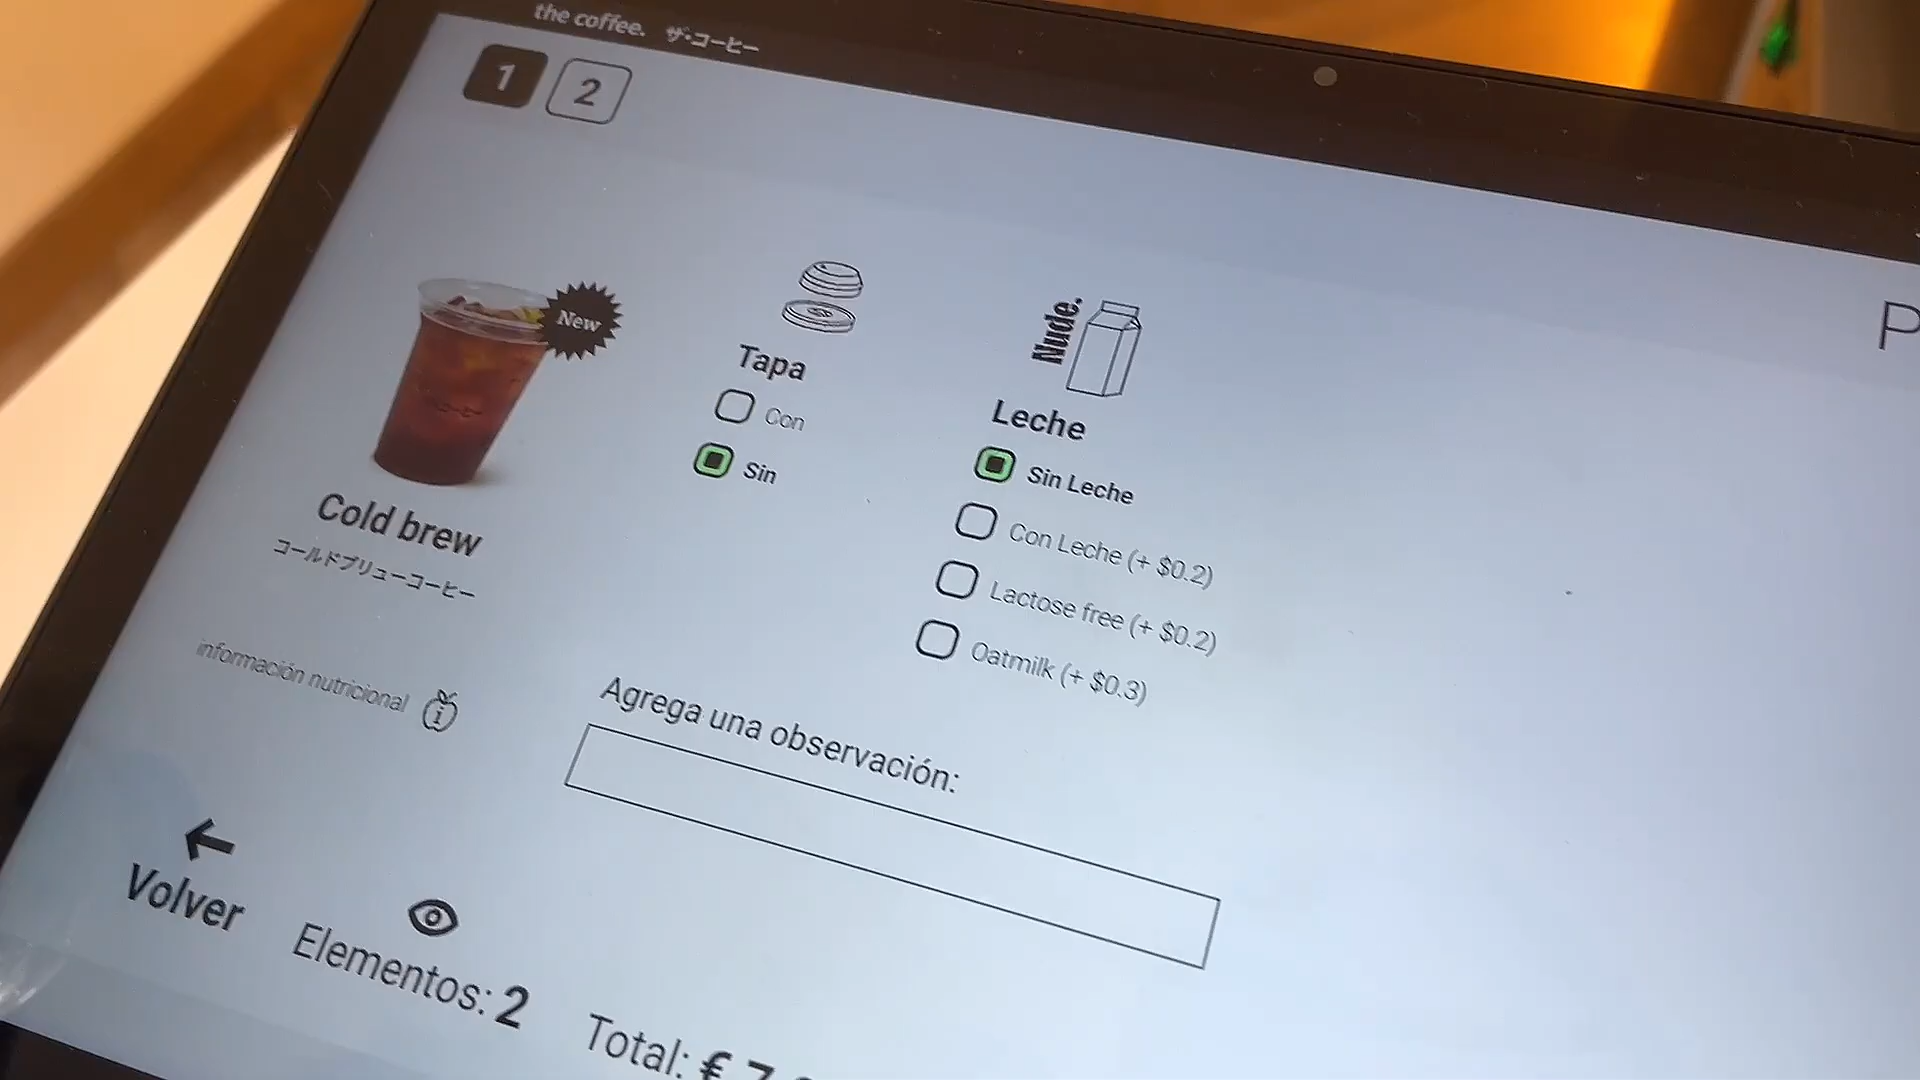 the coffee. ザ・コーヒー
1 2
New
Cold brew
コールドブリューコーヒー
información nutricional
Tapa
Con
Sin
Nude.
Leche
Sin Leche
Con Leche (+ $0.2)
Lactose free (+ $0.2)
Oatmilk (+ $0.3)
Agrega una observación:
Volver
Elementos: 2
Total: €